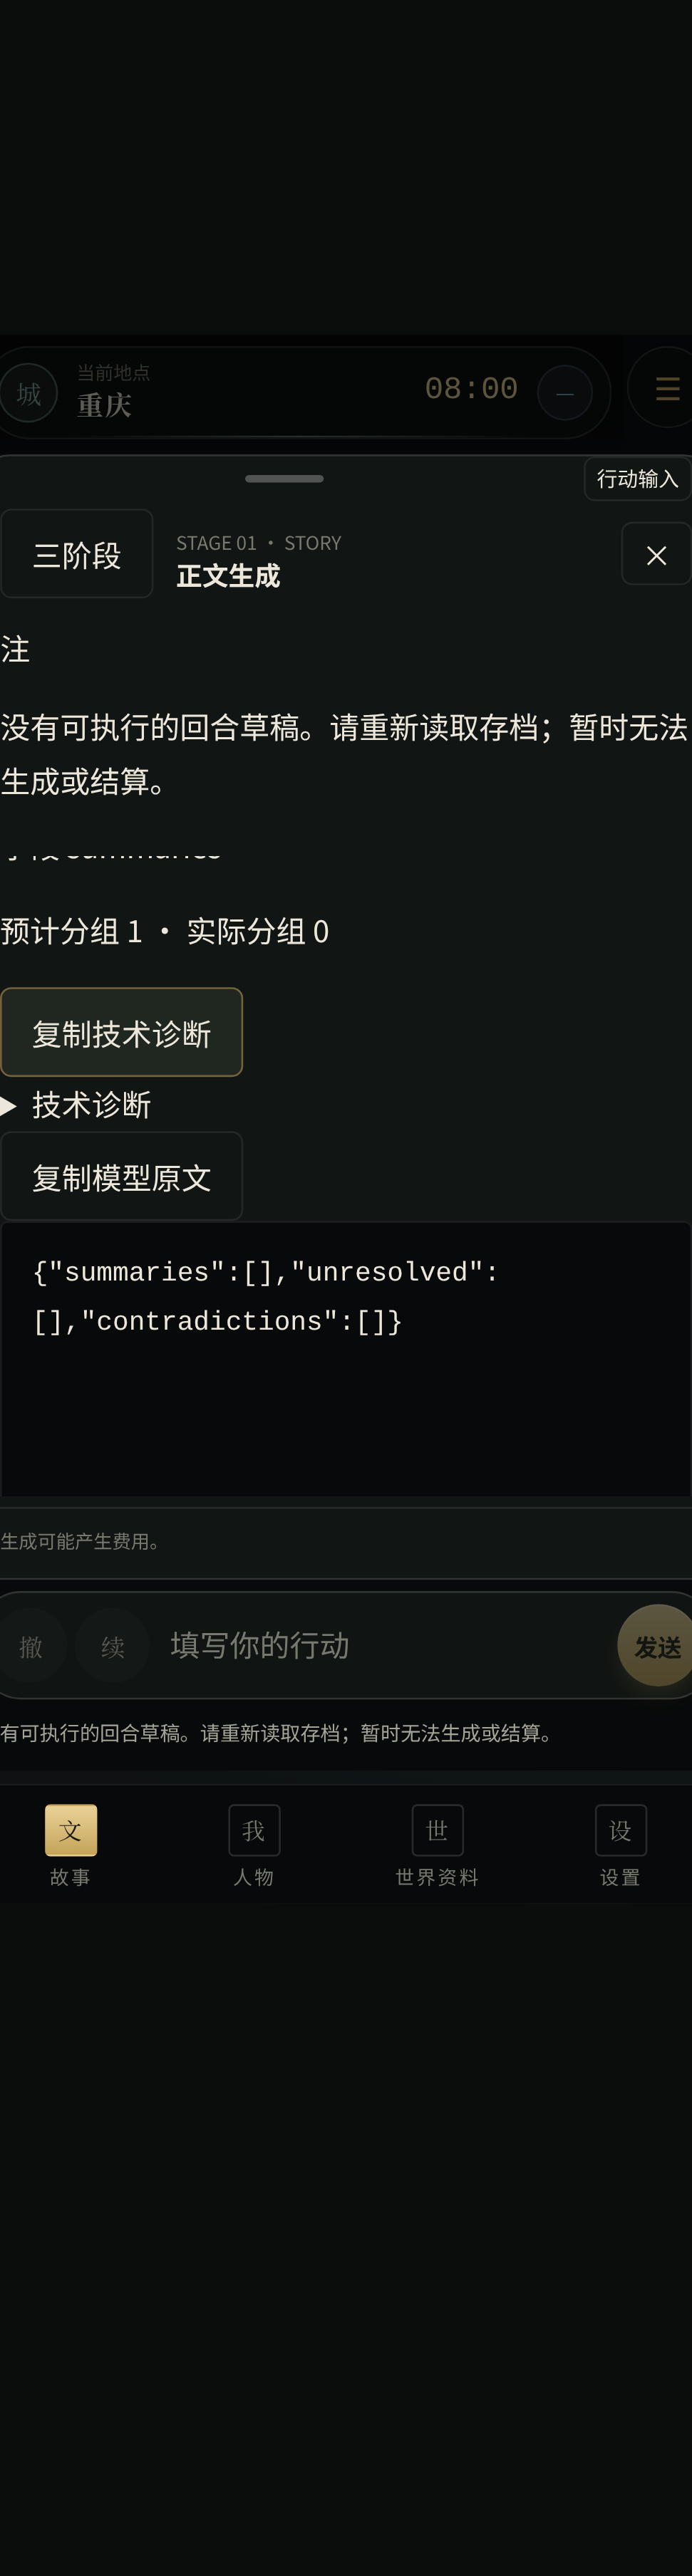 城
当前地点
重庆
08:00
行动输入
三阶段
STAGE 01 · STORY
正文生成
注
没有可执行的回合草稿。请重新读取存档；暂时无法
生成或结算。
字段 summaries
预计分组 1 · 实际分组 0
复制技术诊断
技术诊断
复制模型原文
{"summaries":[],"unresolved":
[],"contradictions":[]}
生成可能产生费用。
撤
续
填写你的行动
发送
有可执行的回合草稿。请重新读取存档；暂时无法生成或结算。
文
我
世
设
故事
人物
世界资料
设置